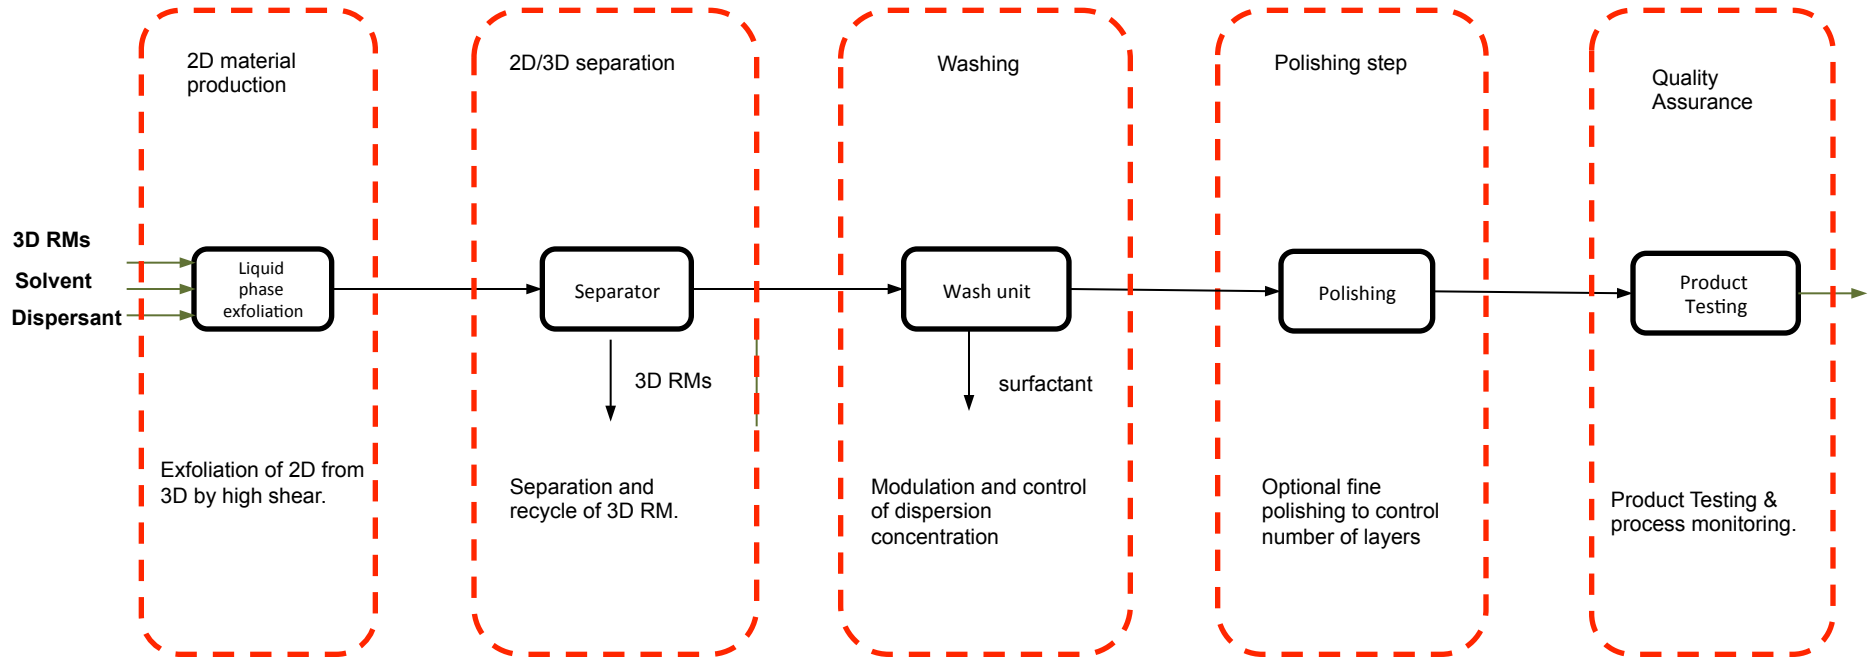 2D material
production
2D/3D separation
Washing
Polishing step
Quality
Assurance
3D RMs
Solvent
Dispersant
Liquid
phase
exfoliation
Separator
Wash unit
Polishing
Product
Testing
3D RMs
surfactant
Exfoliation of 2D from
3D by high shear.
Separation and
recycle of 3D RM.
Modulation and control
of dispersion
concentration
Optional fine
polishing to control
number of layers
Product Testing &
process monitoring.